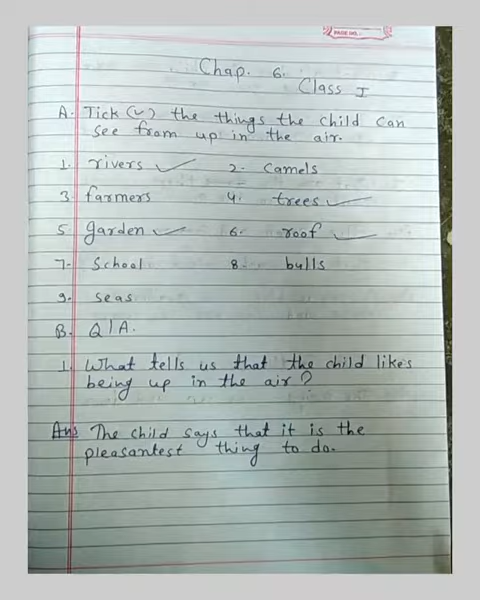 PAGE NO.
Chap. 6.
Class I
A. Tick (✓) the things the child can
see from up in the air.
1. rivers ✓ 2. Camels
3. farmers 4. trees ✓
5. garden ✓ 6. roof ✓
7. School 8. bulls
9. seas
B. Q/A.
1. What tells us that the child likes
being up in the air?
Ans The child says that it is the
pleasantest thing to do.